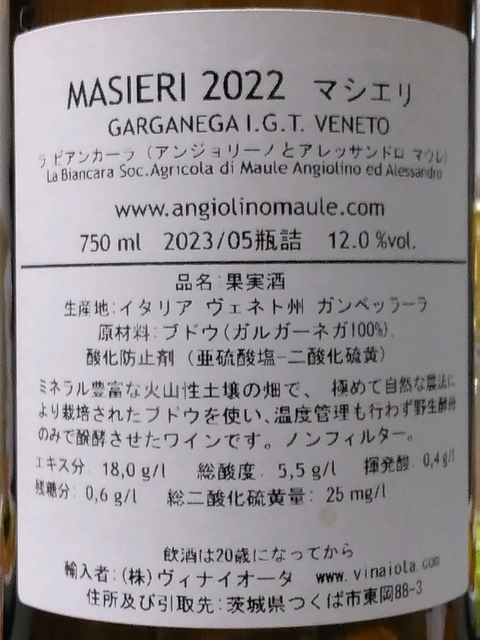 MASIERI 2022 マシエリ
GARGANEGA I.G.T. VENETO
ラ ビアンカーラ (アンジョリーノとアレッサンドロ マウレ)
La Biancara Soc.Agricola di Maule Angiolino ed Alessandro
www.angiolinomaule.com
750 ml 2023/05瓶詰 12.0 %vol.
品名:果実酒
生産地:イタリア ヴェネト州 ガンベッラーラ
原材料:ブドウ(ガルガーネガ100%),
酸化防止剤 (亜硫酸塩-二酸化硫黄)
ミネラル豊富な火山性土壌の畑で、極めて自然な農法に
より栽培されたブドウを使い、温度管理も行わず野生酵母
のみで醗酵させたワインです。ノンフィルター。
エキス分 18,0 g/l 総酸度. 5,5 g/l 揮発酸. 0,4 g/l
残糖分: 0,6 g/l 総二酸化硫黄量: 25 mg/l
飲酒は20歳になってから
輸入者:(株)ヴィナイオータ www.vinaiota.com
住所及び引取先:茨城県つくば市東岡88-3